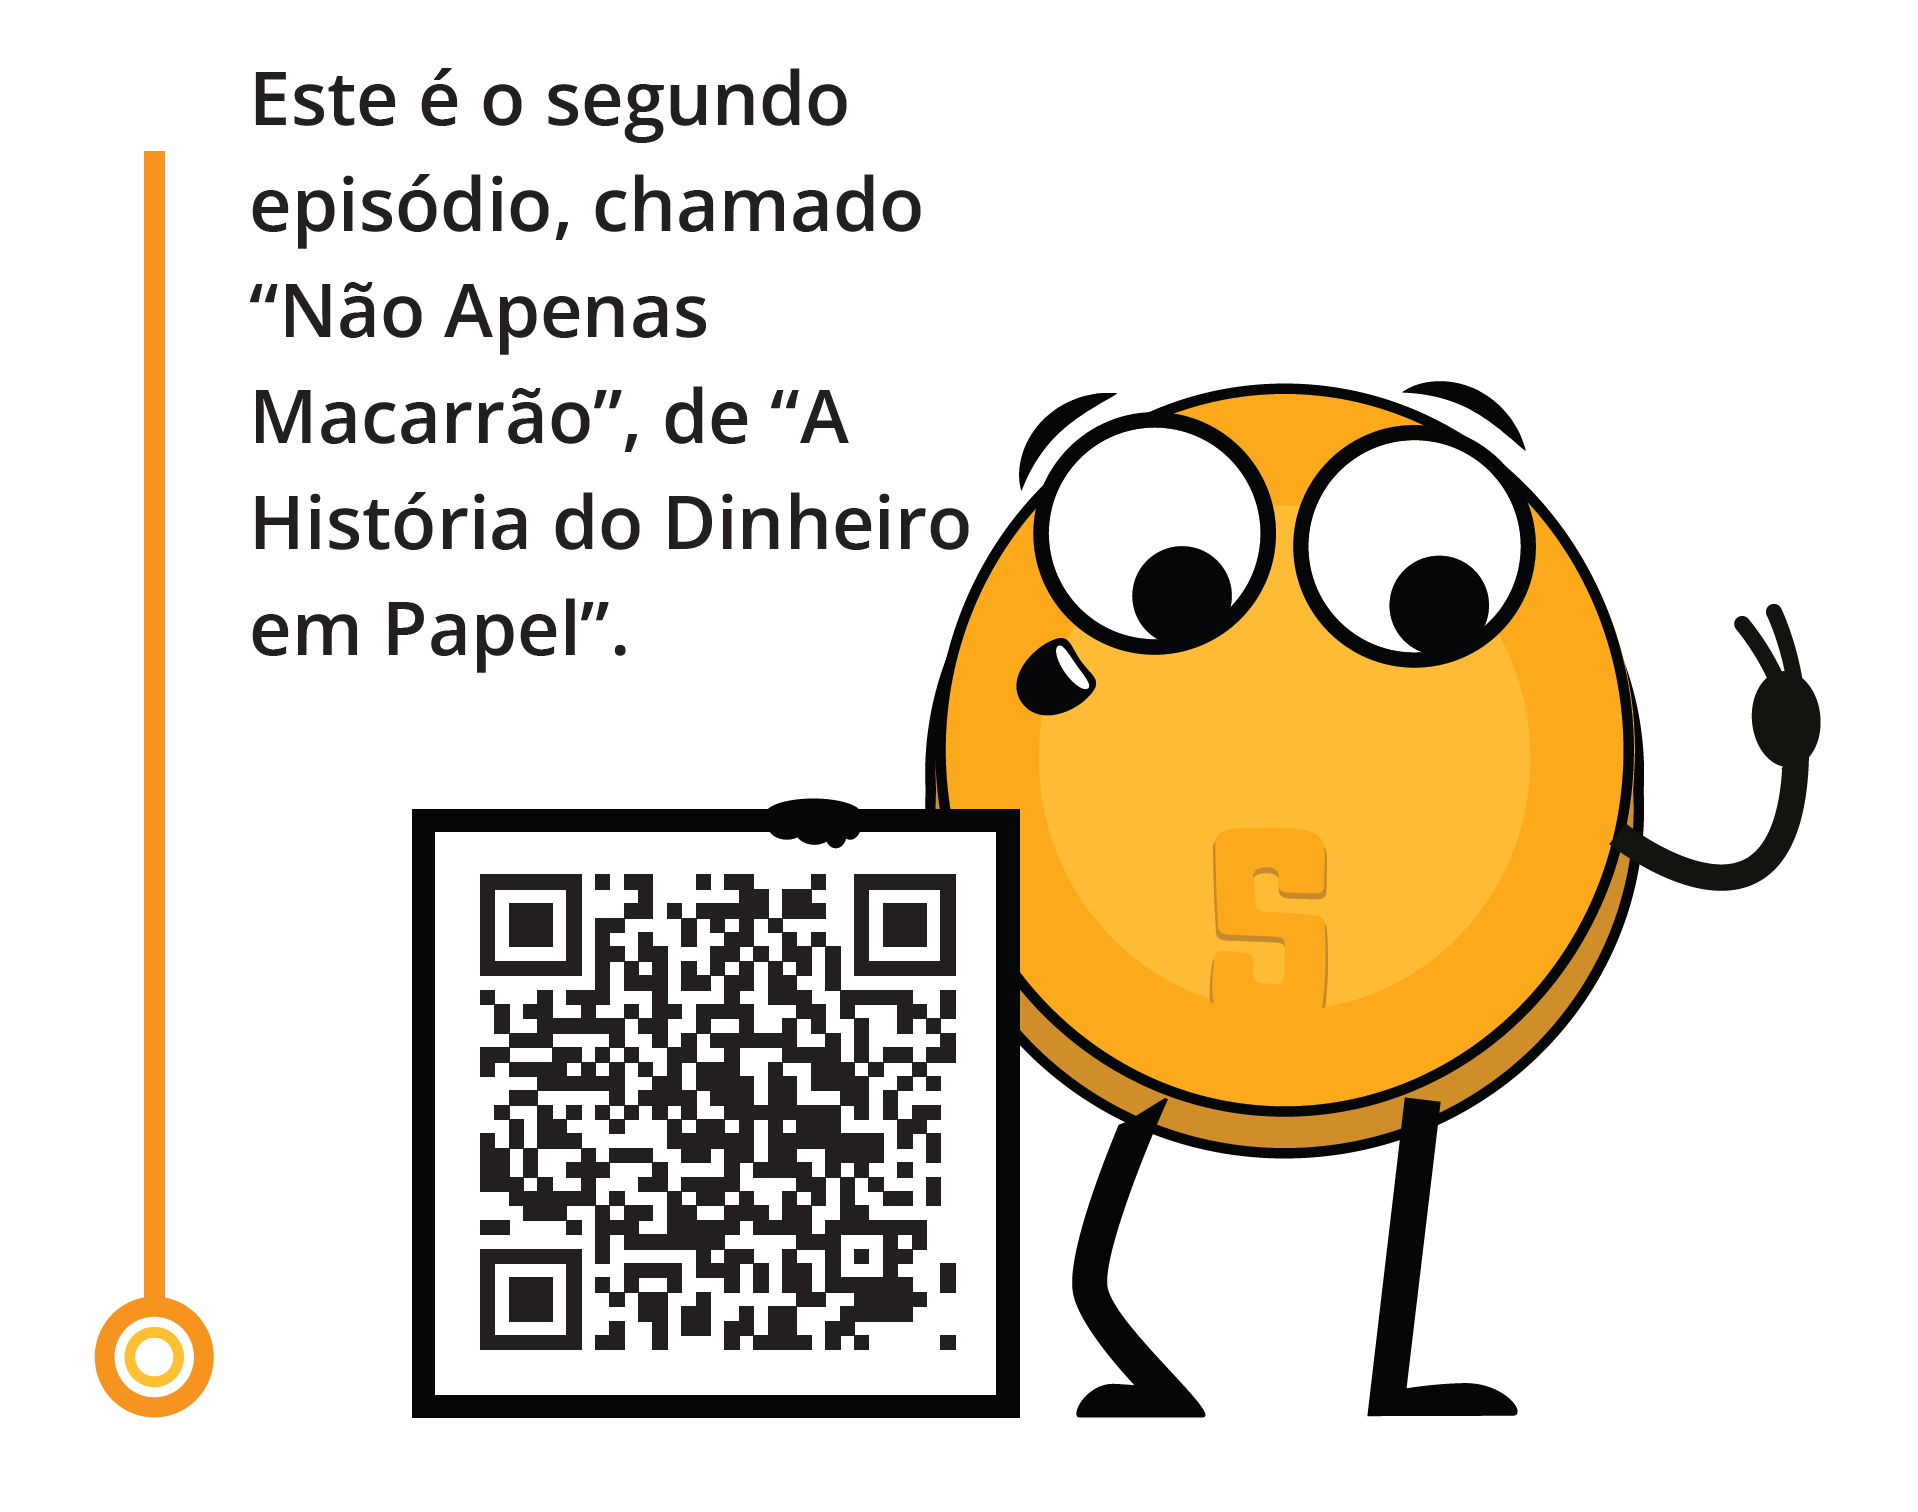 Este é o segundo
episódio, chamado
“Não Apenas
Macarrão”, de “A
História do Dinheiro
em Papel”.
S